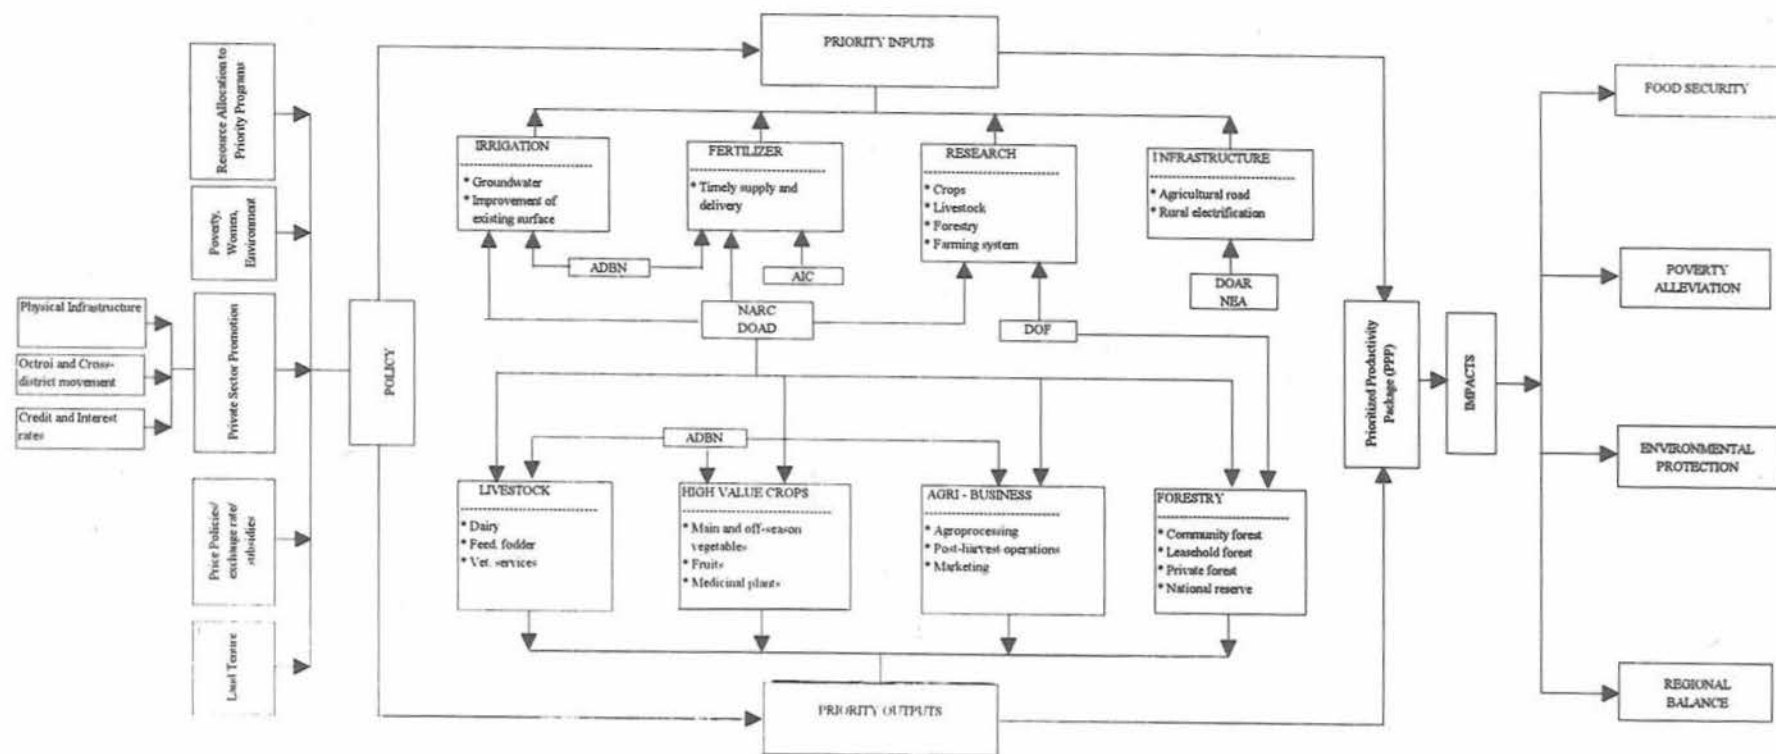 Resource Allocation to
Priority Programs
Poverty,
Women,
Environment
Physical Infrastructure
Octroi and Cross-
district movement
Credit and Interest
rates
Private Sector Promotion
Price Policies/
exchange rate/
subsidies
Land Tenure
POLICY
PRIORITY INPUTS
IRRIGATION
* Groundwater
* Improvement of
existing surface
FERTILIZER
* Timely supply and
delivery
RESEARCH
* Crops
* Livestock
* Forestry
* Farming system
INFRASTRUCTURE
* Agricultural road
* Rural electrification
ADBN
AIC
DOAR
NEA
NARC
DOAD
DOF
ADBN
LIVESTOCK
* Dairy
* Feed. fodder
* Vet. services
HIGH VALUE CROPS
* Main and off-season
vegetables
* Fruits
* Medicinal plants
AGRI - BUSINESS
* Agroprocessing
* Post-harvest operations
* Marketing
FORESTRY
* Community forest
* Leasehold forest
* Private forest
* National reserve
PRIORITY OUTPUTS
Prioritized Productivity
Package (PPP)
IMPACTS
FOOD SECURITY
POVERTY
ALLEVIATION
ENVIRONMENTAL
PROTECTION
REGIONAL
BALANCE